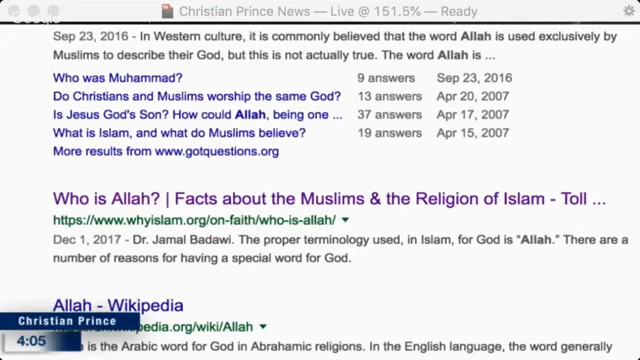 Christian Prince News — Live @ 151.5% — Ready
Sep 23, 2016 - In Western culture, it is commonly believed that the word Allah is used exclusively by
Muslims to describe their God, but this is not actually true. The word Allah is ...
Who was Muhammad? 9 answers Sep 23, 2016
Do Christians and Muslims worship the same God? 13 answers Apr 20, 2007
Is Jesus God's Son? How could Allah, being one ... 37 answers Apr 17, 2007
What is Islam, and what do Muslims believe? 19 answers Apr 15, 2007
More results from www.gotquestions.org
Who is Allah? | Facts about the Muslims & the Religion of Islam - Toll ...
https://www.whyislam.org/on-faith/who-is-allah/
Dec 1, 2017 - Dr. Jamal Badawi. The proper terminology used, in Islam, for God is "Allah." There are a
number of reasons for having a special word for God.
Allah - Wikipedia
Christian Prince
wikipedia.org/wiki/Allah
4:05
is the Arabic word for God in Abrahamic religions. In the English language, the word generally